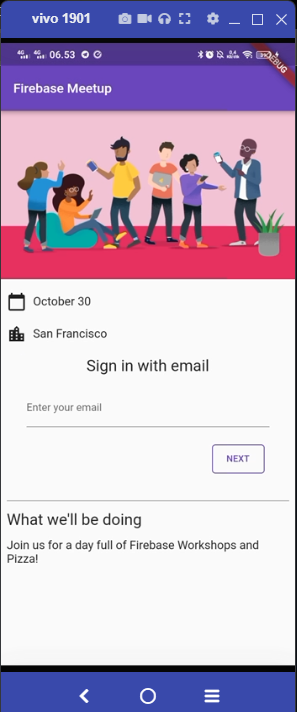 vivo 1901
4G 4G 06.53
DEBUG
Firebase Meetup
October 30
San Francisco
Sign in with email
Enter your email
NEXT
What we'll be doing
Join us for a day full of Firebase Workshops and
Pizza!